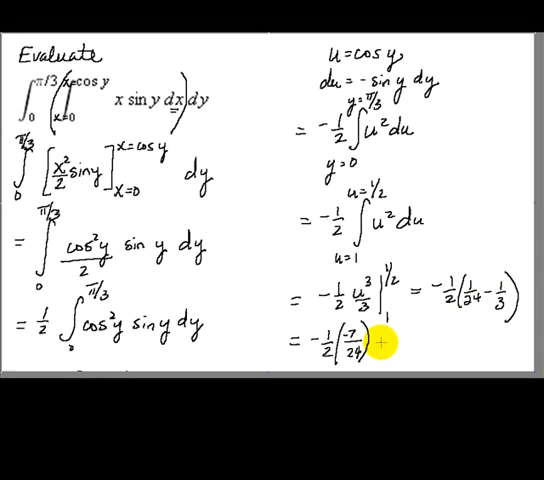 Evaluate
∫₀^{π/3} (∫_{x=0}^{x=cos y} x sin y dx) dy
∫₀^{π/3} [x²/2 sin y]_{x=0}^{x=cos y} dy
= ∫₀^{π/3} cos²y/2 sin y dy
= 1/2 ∫₀^{π/3} cos²y sin y dy
u = cos y
du = -sin y dy
= -1/2 ∫_{y=0}^{y=π/3} u² du
= -1/2 ∫_{u=1}^{u=1/2} u² du
= -1/2 u³/3 |₁^{1/2} = -1/2 (1/24 - 1/3)
= -1/2 (-7/24)